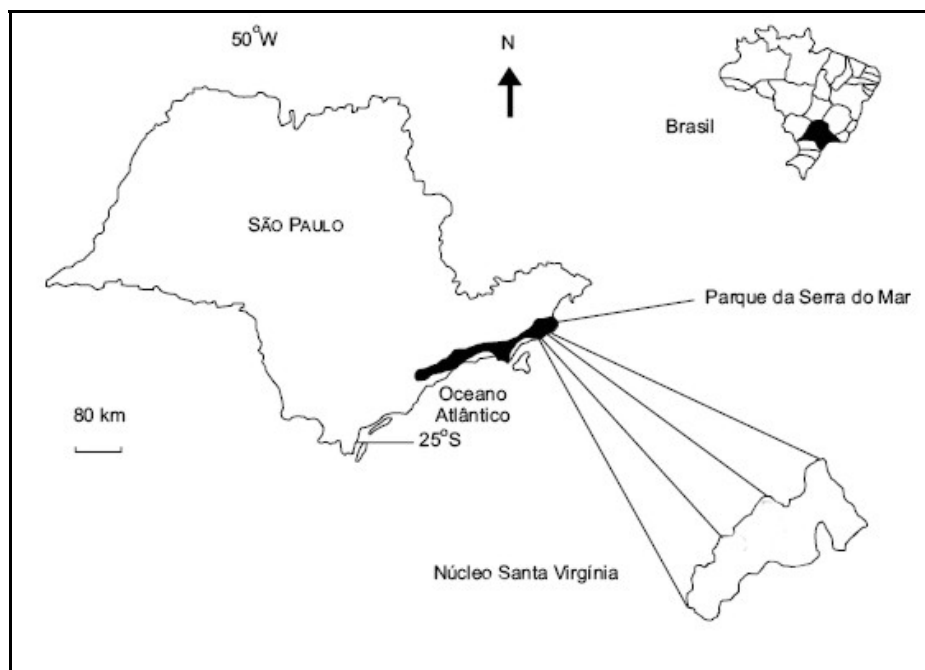 50°W
N
Brasil
SÃO PAULO
Parque da Serra do Mar
Oceano
Atlântico
80 km
25°S
Núcleo Santa Virgínia